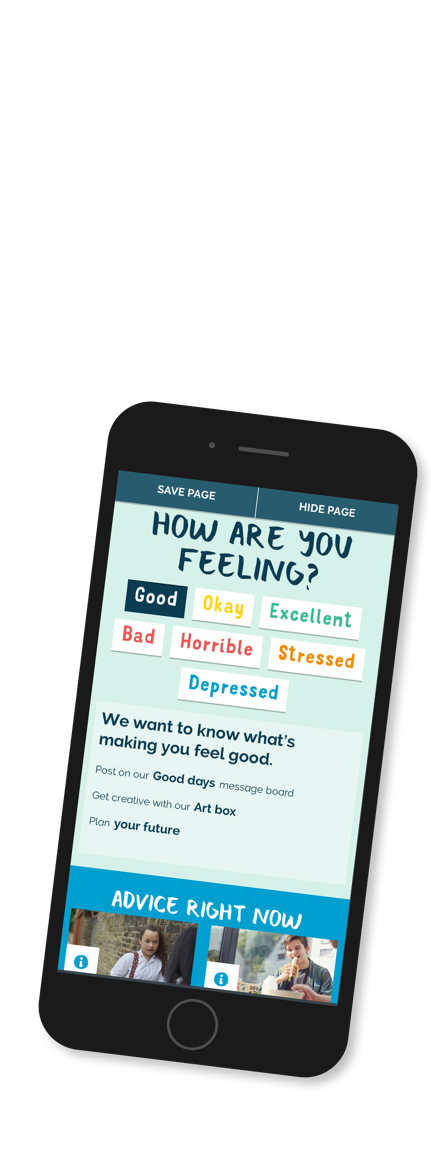 SAVE PAGE
HIDE PAGE
HOW ARE YOU
FEELING?
Good
Okay
Excellent
Bad
Horrible
Stressed
Depressed
We want to know what's
making you feel good.
Post on our Good days message board
Get creative with our Art box
Plan your future
ADVICE RIGHT NOW